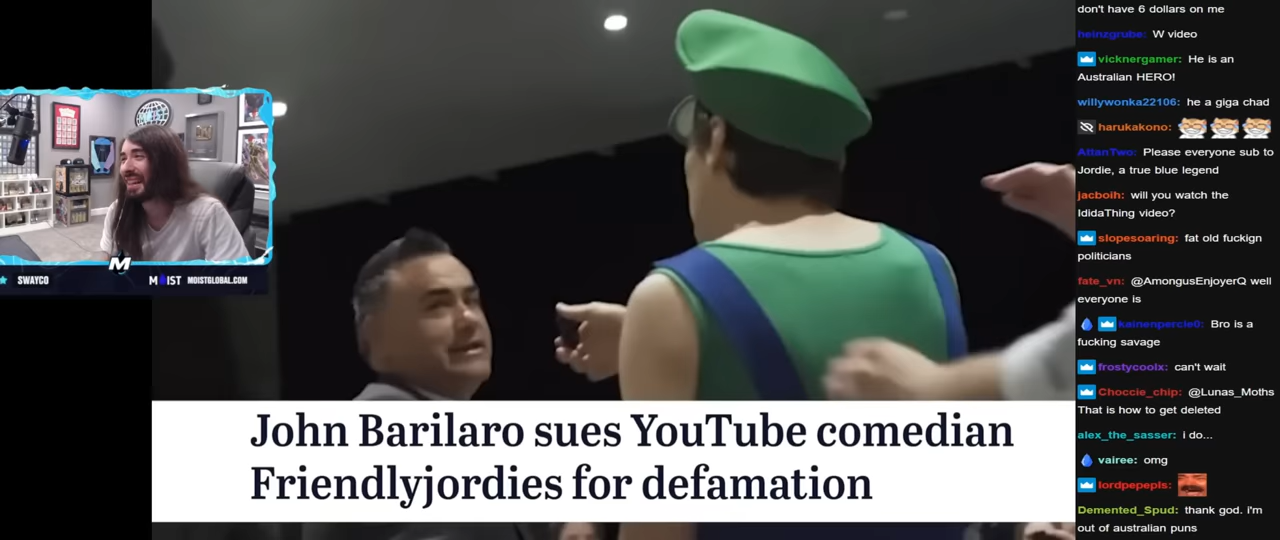 SWAYCO
MOIST MOISTGLOBAL.COM
John Barilaro sues YouTube comedian
Friendlyjordies for defamation
don't have 6 dollars on me
heinzgrube: W video
vicknergamer: He is an
Australian HERO!
willywonka22106: he a giga chad
harukakono:
AttanTwo: Please everyone sub to
Jordie, a true blue legend
jacboih: will you watch the
IdidaThing video?
slopesoaring: fat old fuckign
politicians
fate_vn: @AmongusEnjoyerQ well
everyone is
kainenpercie0: Bro is a
fucking savage
frostycoolx: can't wait
Choccie_chip: @Lunas_Moths
That is how to get deleted
alex_the_sasser: i do...
vairee: omg
lordpepepls:
Demented_Spud: thank god. i'm
out of australian puns